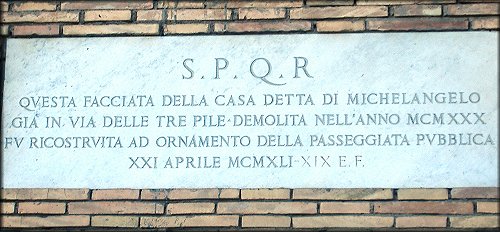 S.P.Q.R
QVESTA FACCIATA DELLA CASA DETTA DI MICHELANGELO
GIA IN VIA DELLE TRE PILE·DEMOLITA NELL'ANNO MCMXXX
FV RICOSTRVITA AD ORNAMENTO DELLA PASSEGGIATA PVBBLICA
XXI APRILE MCMXLI-XIX E.F.